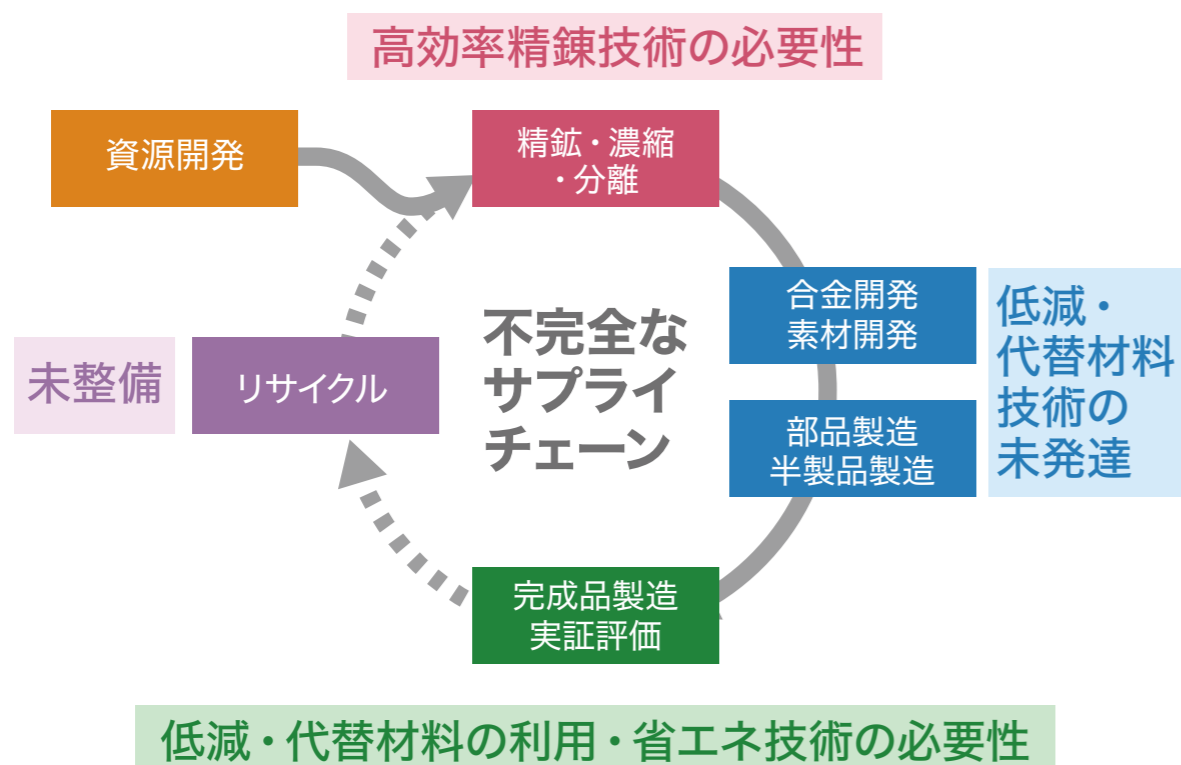 高効率精錬技術の必要性
資源開発
精鉱・濃縮
・分離
合金開発
素材開発
低減・
代替材料
技術の
未発達
不完全な
サプライ
チェーン
未整備
リサイクル
部品製造
半製品製造
完成品製造
実証評価
低減・代替材料の利用・省エネ技術の必要性